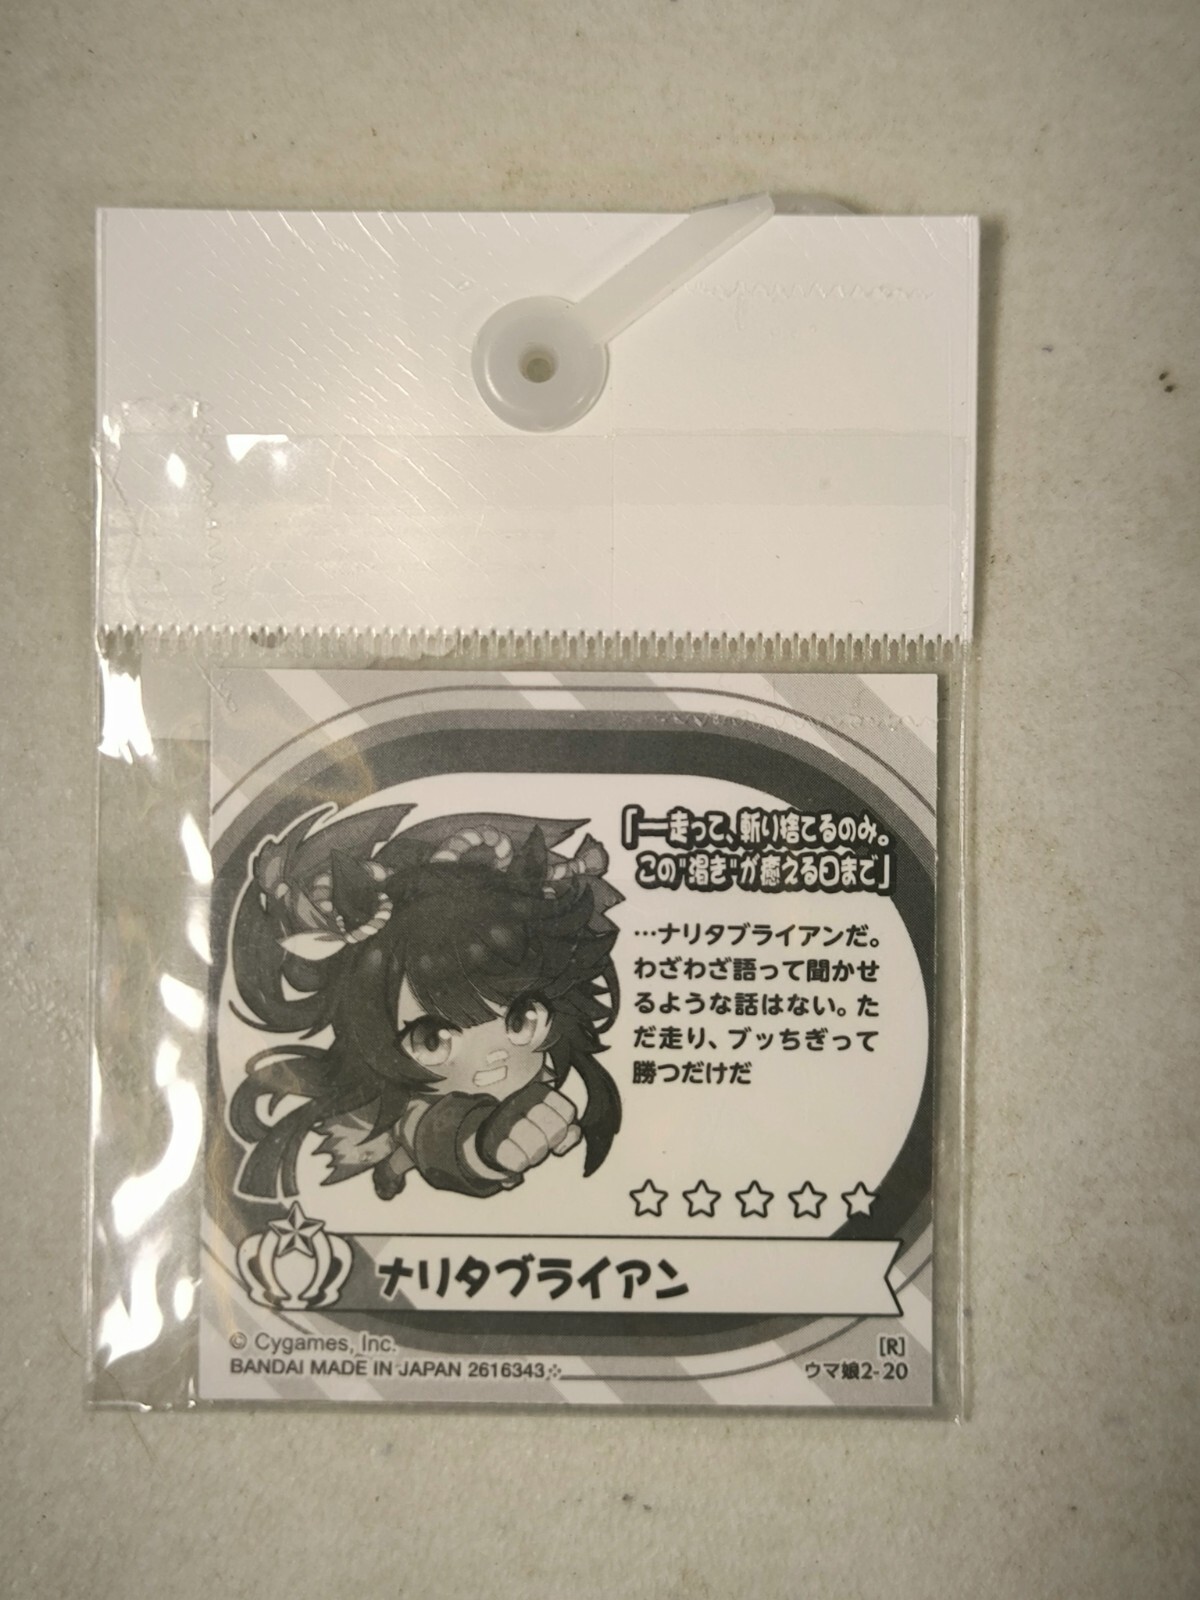 「一走って、斬り捨てるのみ。
この"渇き"が癒える日まで」
…ナリタブライアンだ。
わざわざ語って聞かせ
るような話はない。た
だ走り、ブッちぎって
勝つだけだ
ナリタブライアン
© Cygames, Inc.
BANDAI MADE IN JAPAN 2616343
[R]
ウマ娘2-20